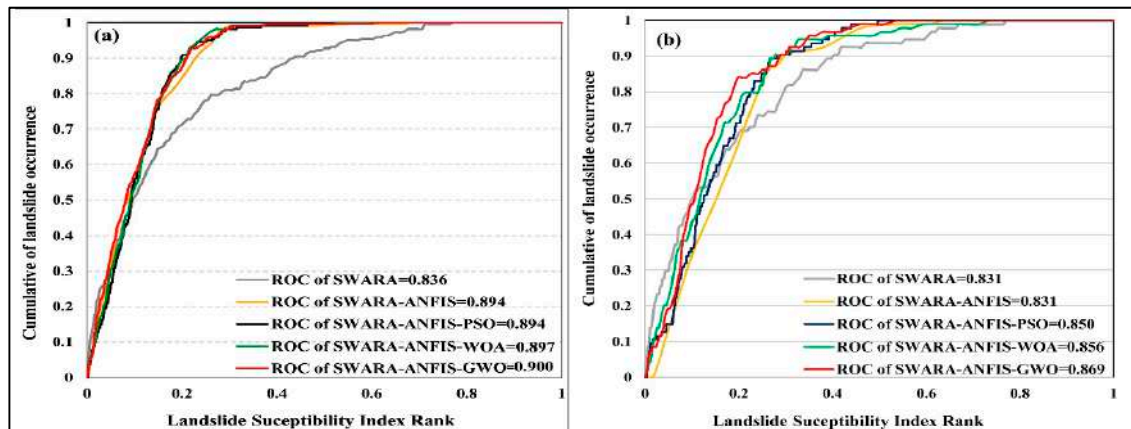 (a)
Cumulative of landslide occurrence
1
0.9
0.8
0.7
0.6
0.5
0.4
0.3
0.2
0.1
0
ROC of SWARA=0.836
ROC of SWARA-ANFIS=0.894
ROC of SWARA-ANFIS-PSO=0.894
ROC of SWARA-ANFIS-WOA=0.897
ROC of SWARA-ANFIS-GWO=0.900
0 0.2 0.4 0.6 0.8 1
Landslide Suceptibility Index Rank
(b)
Cumulative of landslide occurrence
1
0.9
0.8
0.7
0.6
0.5
0.4
0.3
0.2
0.1
0
ROC of SWARA=0.831
ROC of SWARA-ANFIS=0.831
ROC of SWARA-ANFIS-PSO=0.850
ROC of SWARA-ANFIS-WOA=0.856
ROC of SWARA-ANFIS-GWO=0.869
0 0.2 0.4 0.6 0.8 1
Landslide Suceptibility Index Rank